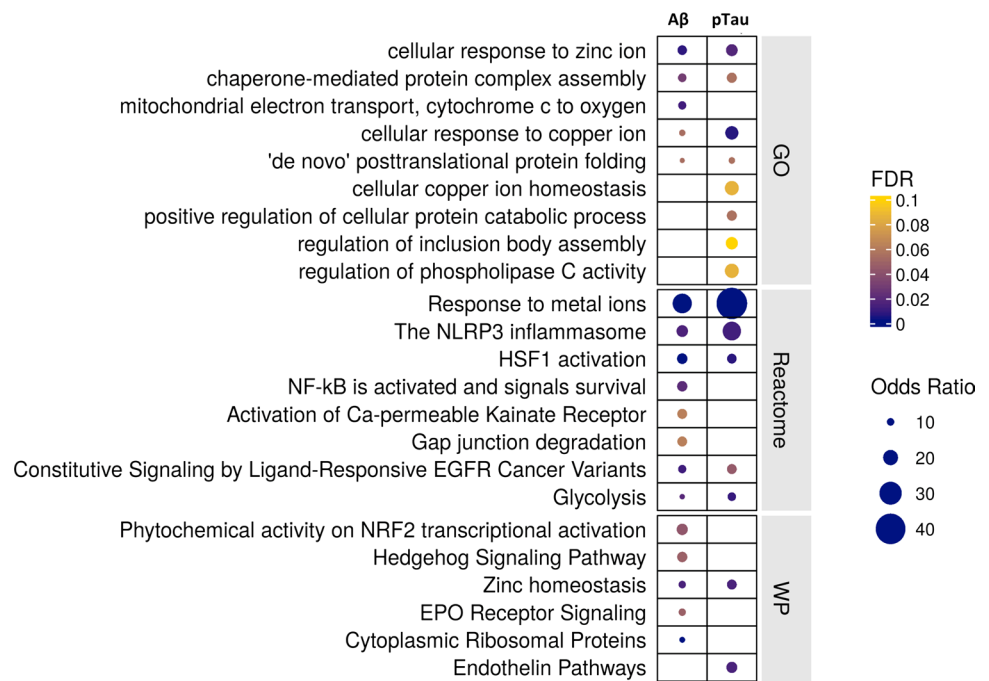 Aβ pTau
cellular response to zinc ion
chaperone-mediated protein complex assembly
mitochondrial electron transport, cytochrome c to oxygen
cellular response to copper ion
'de novo' posttranslational protein folding
cellular copper ion homeostasis
positive regulation of cellular protein catabolic process
regulation of inclusion body assembly
regulation of phospholipase C activity
GO
Response to metal ions
The NLRP3 inflammasome
HSF1 activation
NF-kB is activated and signals survival
Activation of Ca-permeable Kainate Receptor
Gap junction degradation
Constitutive Signaling by Ligand-Responsive EGFR Cancer Variants
Glycolysis
Reactome
Phytochemical activity on NRF2 transcriptional activation
Hedgehog Signaling Pathway
Zinc homeostasis
EPO Receptor Signaling
Cytoplasmic Ribosomal Proteins
Endothelin Pathways
WP
FDR
0.1
0.08
0.06
0.04
0.02
0
Odds Ratio
10
20
30
40